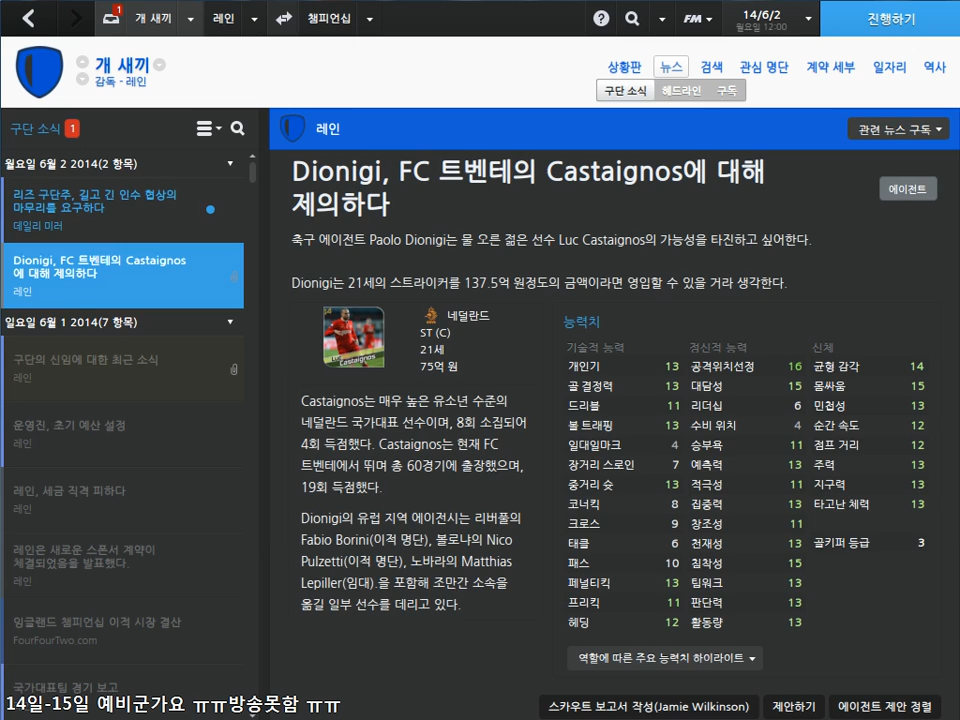 1
개 새끼
레인
챔피언십
FM
14/6/2
월요일 12:00
진행하기
개 새끼
감독 - 레인
상황판 뉴스 검색 관심 명단 계약 세부 일자리 역사
구단 소식 헤드라인 구독
구단 소식 1
레인
관련 뉴스 구독
월요일 6월 2 2014(2 항목)
리즈 구단주, 길고 긴 인수 협상의
마무리를 요구하다
데일리 미러
Dionigi, FC 트벤테의 Castaignos
에 대해 제의하다
레인
일요일 6월 1 2014(7 항목)
구단의 신임에 대한 최근 소식
레인
운영진, 초기 예산 설정
레인
레인, 세금 직격 피하다
레인
레인은 새로운 스폰서 계약이
체결되었음을 발표했다.
레인
잉글랜드 챔피언십 이적 시장 결산
FourFourTwo.com
국가대표팀 경기 보고
Dionigi, FC 트벤테의 Castaignos에 대해
제의하다
에이전트
축구 에이전트 Paolo Dionigi는 물 오른 젊은 선수 Luc Castaignos의 가능성을 타진하고 싶어한다.
Dionigi는 21세의 스트라이커를 137.5억 원정도의 금액이라면 영입할 수 있을 거라 생각한다.
14
Luc
Castaignos
네덜란드
ST (C)
21세
75억 원
Castaignos는 매우 높은 유소년 수준의
네덜란드 국가대표 선수이며, 8회 소집되어
4회 득점했다. Castaignos는 현재 FC
트벤테에서 뛰며 총 60경기에 출장했으며,
19회 득점했다.
Dionigi의 유럽 지역 에이전시는 리버풀의
Fabio Borini(이적 명단), 볼로냐의 Nico
Pulzetti(이적 명단), 노바라의 Matthias
Lepiller(임대).을 포함해 조만간 소속을
옮길 일부 선수를 데리고 있다.
능력치
기술적 능력 정신적 능력 신체
개인기 13 공격위치선정 16 균형 감각 14
골 결정력 13 대담성 15 몸싸움 15
드리블 11 리더십 6 민첩성 13
볼 트래핑 13 수비 위치 4 순간 속도 12
일대일마크 4 승부욕 11 점프 거리 12
장거리 스로인 7 예측력 13 주력 13
중거리 슛 13 적극성 11 지구력 13
코너킥 8 집중력 13 타고난 체력 13
크로스 9 창조성 11
태클 6 천재성 13 골키퍼 등급 3
패스 10 침착성 15
페널티킥 13 팀워크 13
프리킥 11 판단력 13
헤딩 12 활동량 13
역할에 따른 주요 능력치 하이라이트
스카우트 보고서 작성(Jamie Wilkinson) 제안하기 에이전트 제안 정렬
14일-15일 예비군가요 ㅠㅠ방송못함 ㅠㅠ